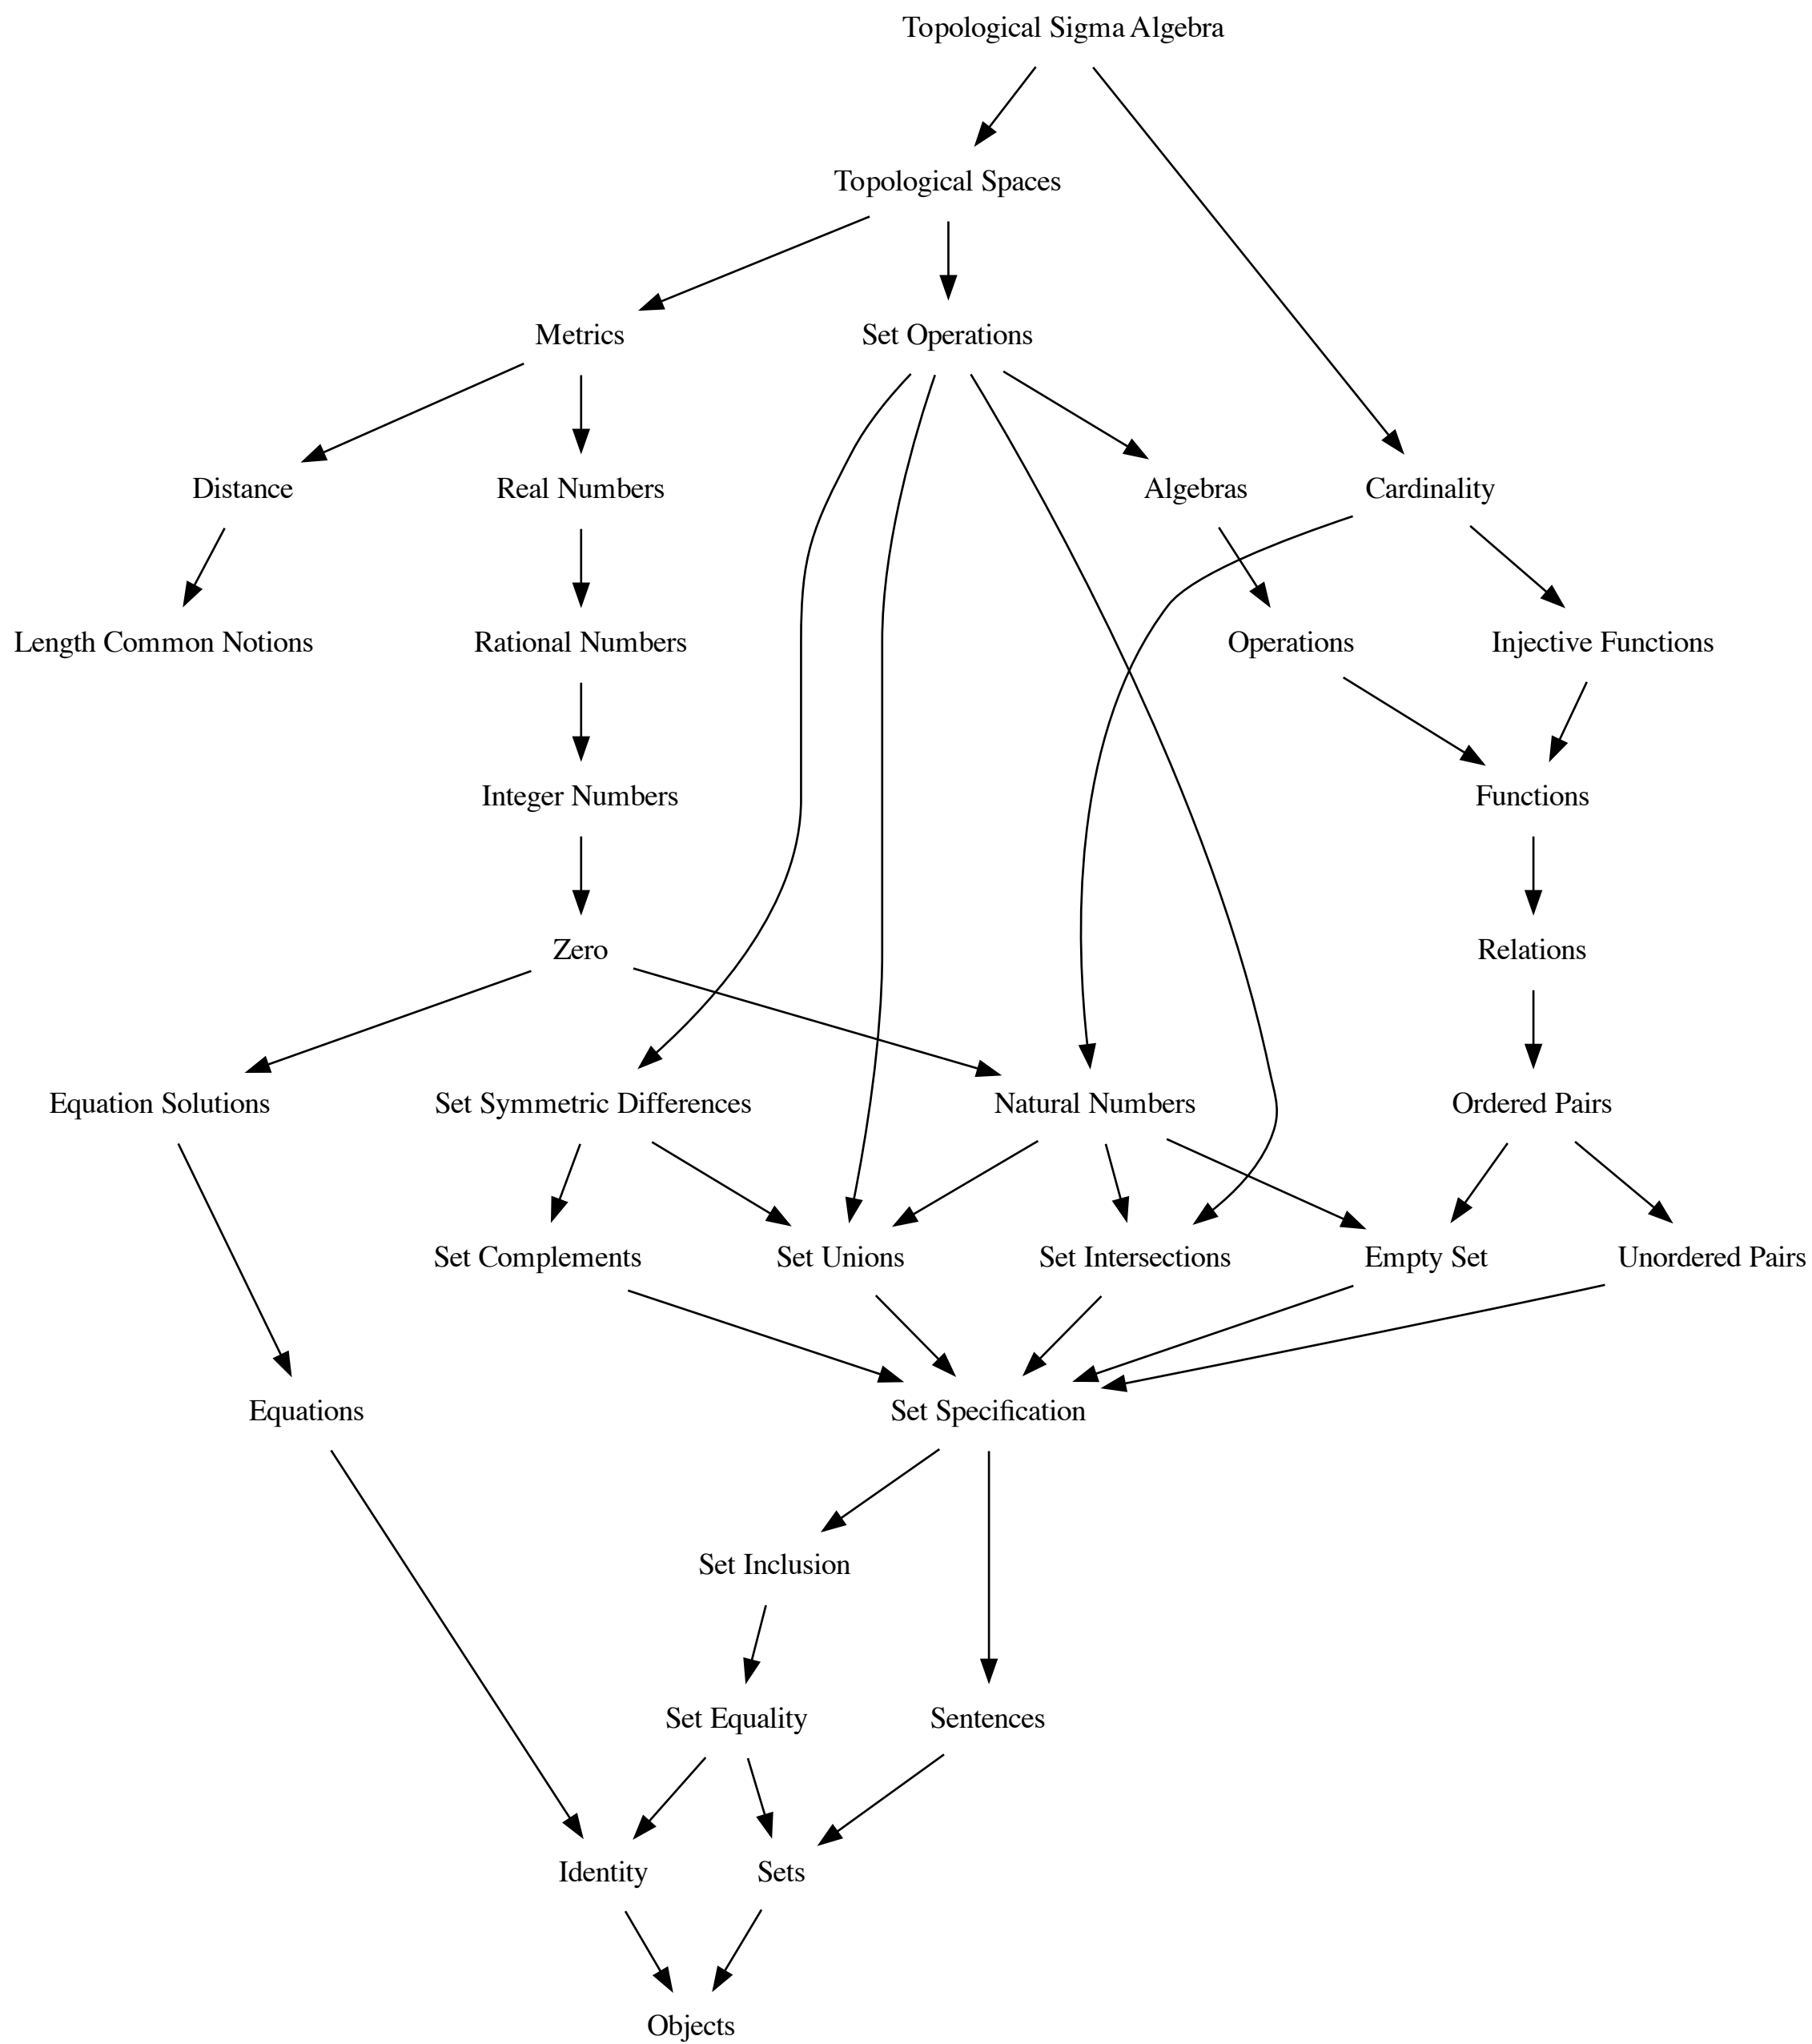 Topological Sigma Algebra
Topological Spaces
Metrics
Set Operations
Distance
Real Numbers
Algebras
Cardinality
Length Common Notions
Rational Numbers
Operations
Injective Functions
Integer Numbers
Functions
Zero
Relations
Equation Solutions
Set Symmetric Differences
Natural Numbers
Ordered Pairs
Set Complements
Set Unions
Set Intersections
Empty Set
Unordered Pairs
Equations
Set Specification
Set Inclusion
Set Equality
Sentences
Identity
Sets
Objects